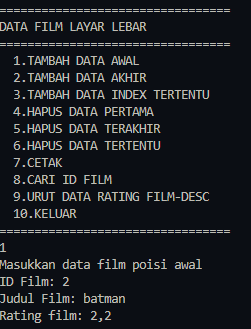 ==================================
DATA FILM LAYAR LEBAR
==================================
1.TAMBAH DATA AWAL
2.TAMBAH DATA AKHIR
3.TAMBAH DATA INDEX TERTENTU
4.HAPUS DATA PERTAMA
5.HAPUS DATA TERAKHIR
6.HAPUS DATA TERTENTU
7.CETAK
8.CARI ID FILM
9.URUT DATA RATING FILM-DESC
10.KELUAR
==================================
1
Masukkan data film poisi awal
ID Film: 2
Judul Film: batman
Rating film: 2,2